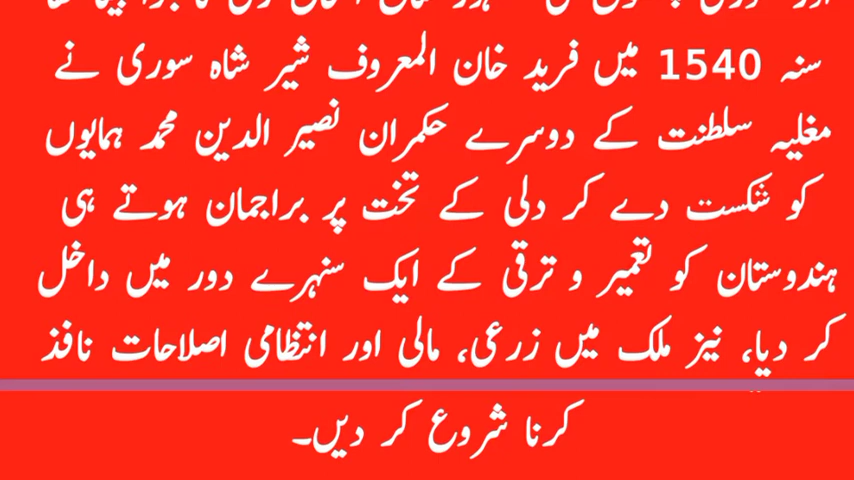 سنہ 1540 میں فرید خان المعروف شیر شاہ سوری نے
مغلیہ سلطنت کے دوسرے حکمران نصیر الدین محمد ہمایوں
کو شکست دے کر دلی کے تخت پر براجمان ہوتے ہی
ہندوستان کو تعمیر و ترقی کے ایک سنہرے دور میں داخل
کر دیا، نیز ملک میں زرعی، مالی اور انتظامی اصلاحات نافذ
کرنا شروع کر دیں۔